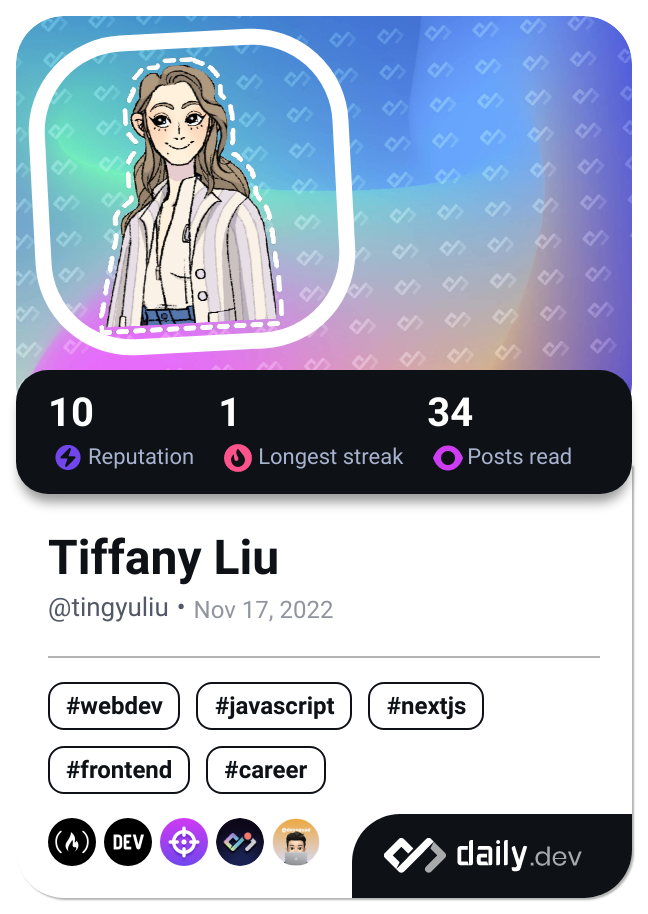 10 1 34
Reputation Longest streak Posts read
Tiffany Liu
@tingyuliu • Nov 17, 2022
#webdev #javascript #nextjs
#frontend #career
DEV
daily.dev